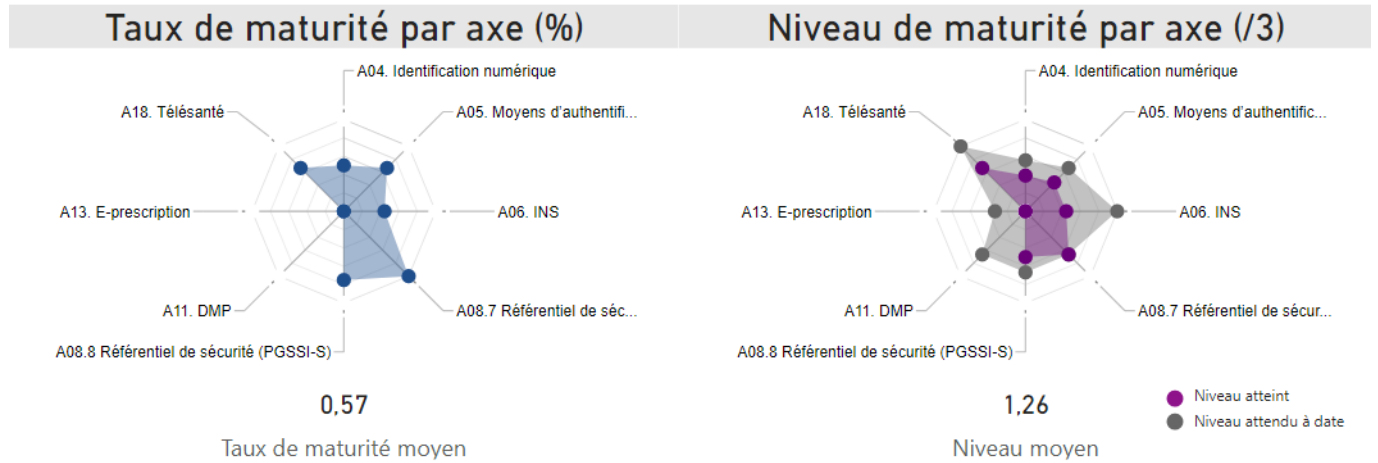 Taux de maturité par axe (%)
A04. Identification numérique
A18. Télésanté
A05. Moyens d'authentifi...
A13. E-prescription
A06. INS
A11. DMP
A08.7 Référentiel de séc...
A08.8 Référentiel de sécurité (PGSSI-S)
0,57
Taux de maturité moyen
Niveau de maturité par axe (/3)
A04. Identification numérique
A18. Télésanté
A05. Moyens d'authentific...
A13. E-prescription
A06. INS
A11. DMP
A08.7 Référentiel de sécur...
A08.8 Référentiel de sécurité (PGSSI-S)
1,26
Niveau moyen
Niveau atteint
Niveau attendu à date